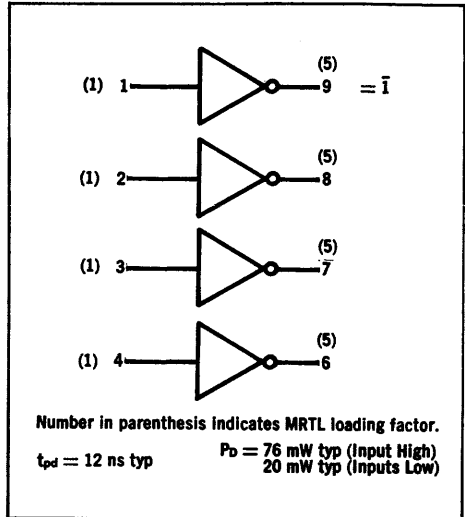 (1) 1 (5) 9 = 1̄
(1) 2 (5) 8
(1) 3 (5) 7
(1) 4 (5) 6
Number in parenthesis indicates MRTL loading factor.
tpd = 12 ns typ
PD = 76 mW typ (Input High)
20 mW typ (Inputs Low)